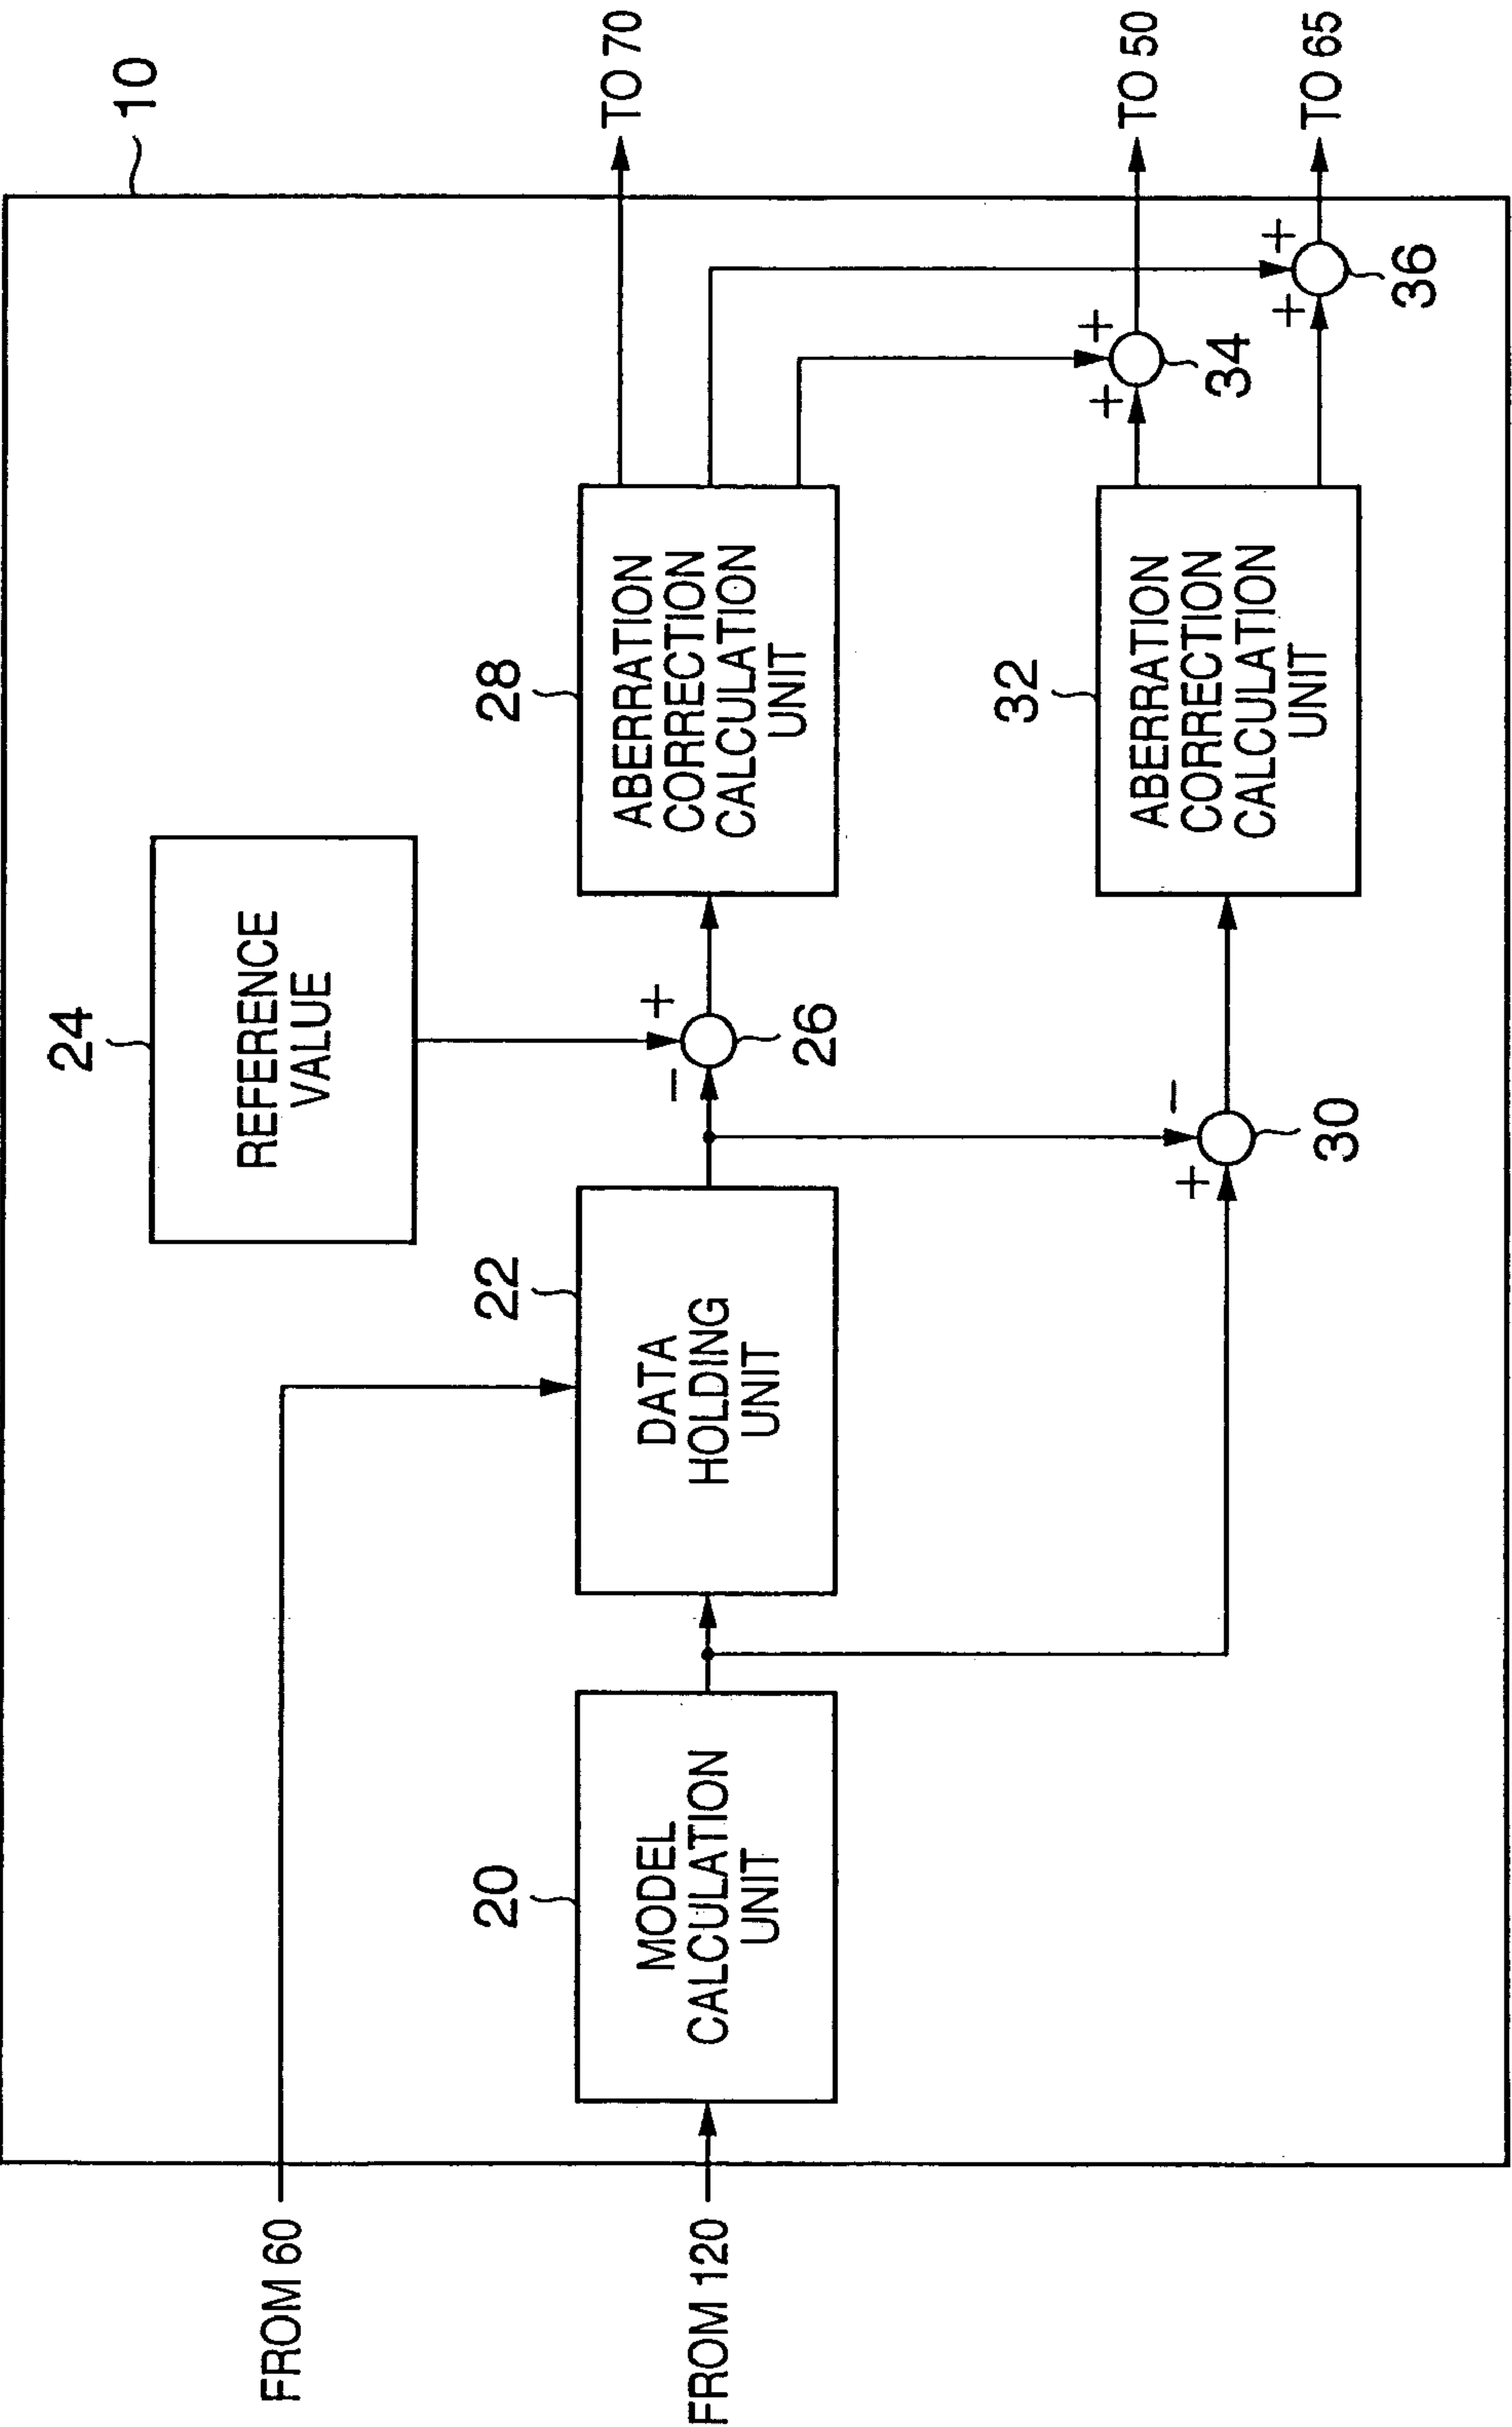 10
24
REFERENCE
VALUE
FROM 60
TO 70
20
MODEL
CALCULATION
UNIT
22
DATA
HOLDING
UNIT
-
+
26
28
ABERRATION
CORRECTION
CALCULATION
UNIT
FROM 120
+
-
30
32
ABERRATION
CORRECTION
CALCULATION
UNIT
+
+
34
TO 50
+
+
36
TO 65